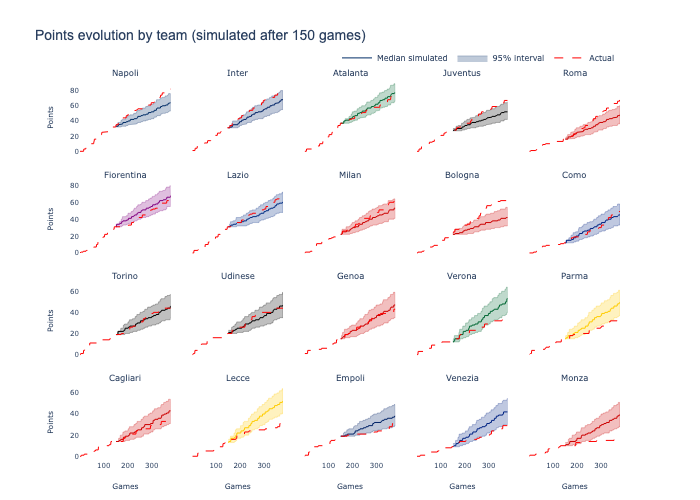 Points evolution by team (simulated after 150 games)
Median simulated 95% interval Actual
Napoli Inter Atalanta Juventus Roma
80
60
40
20
0
Points
Fiorentina Lazio Milan Bologna Como
80
60
40
20
0
Points
Torino Udinese Genoa Verona Parma
60
40
20
0
Points
Cagliari Lecce Empoli Venezia Monza
60
40
20
0
Points
100 200 300 100 200 300 100 200 300 100 200 300 100 200 300
Games Games Games Games Games